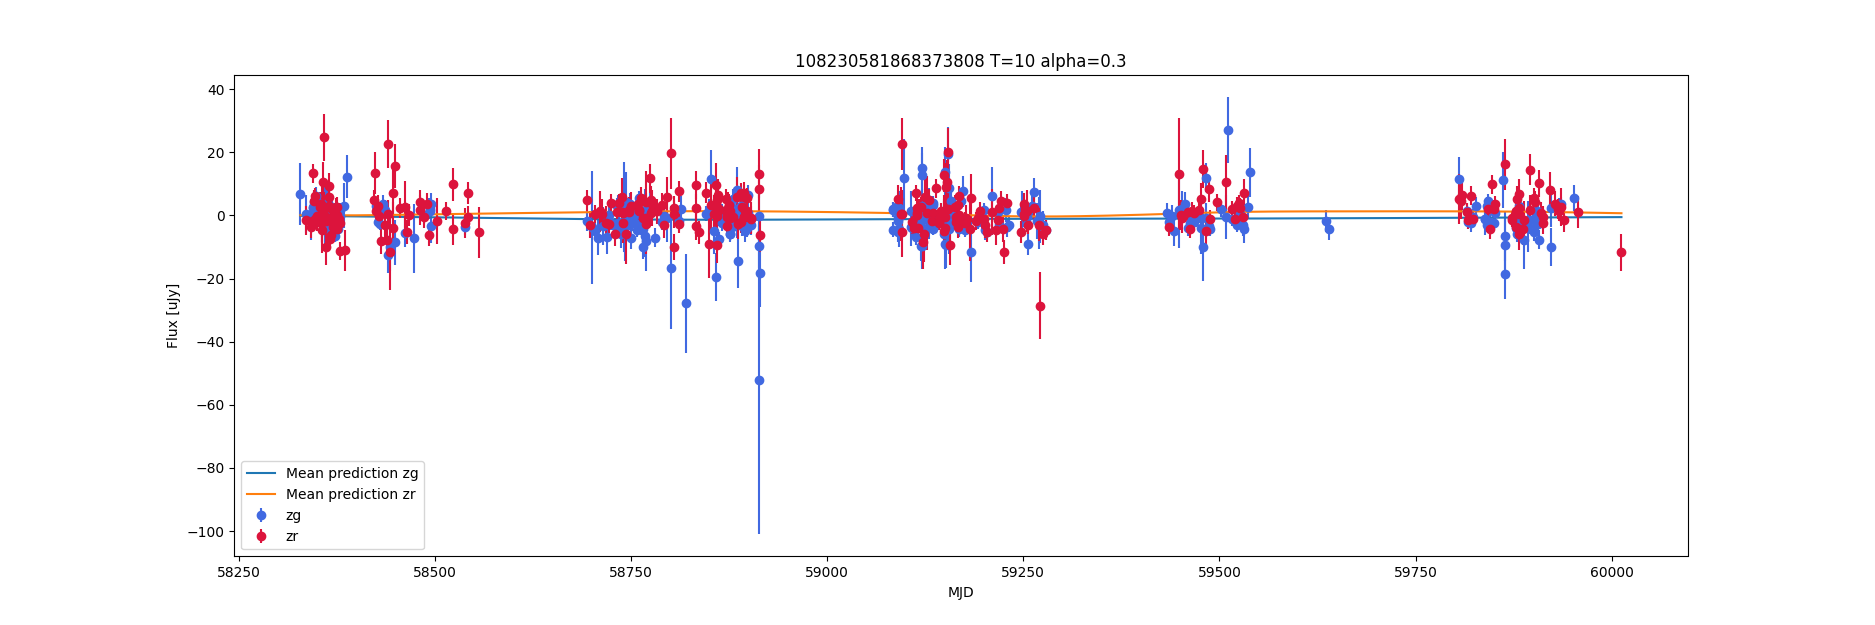 108230581868373808 T=10 alpha=0.3
40
20
0
−20
−40
−60
−80
−100
Flux [uJy]
Mean prediction zg
Mean prediction zr
zg
zr
58250 58500 58750 59000 59250 59500 59750 60000
MJD